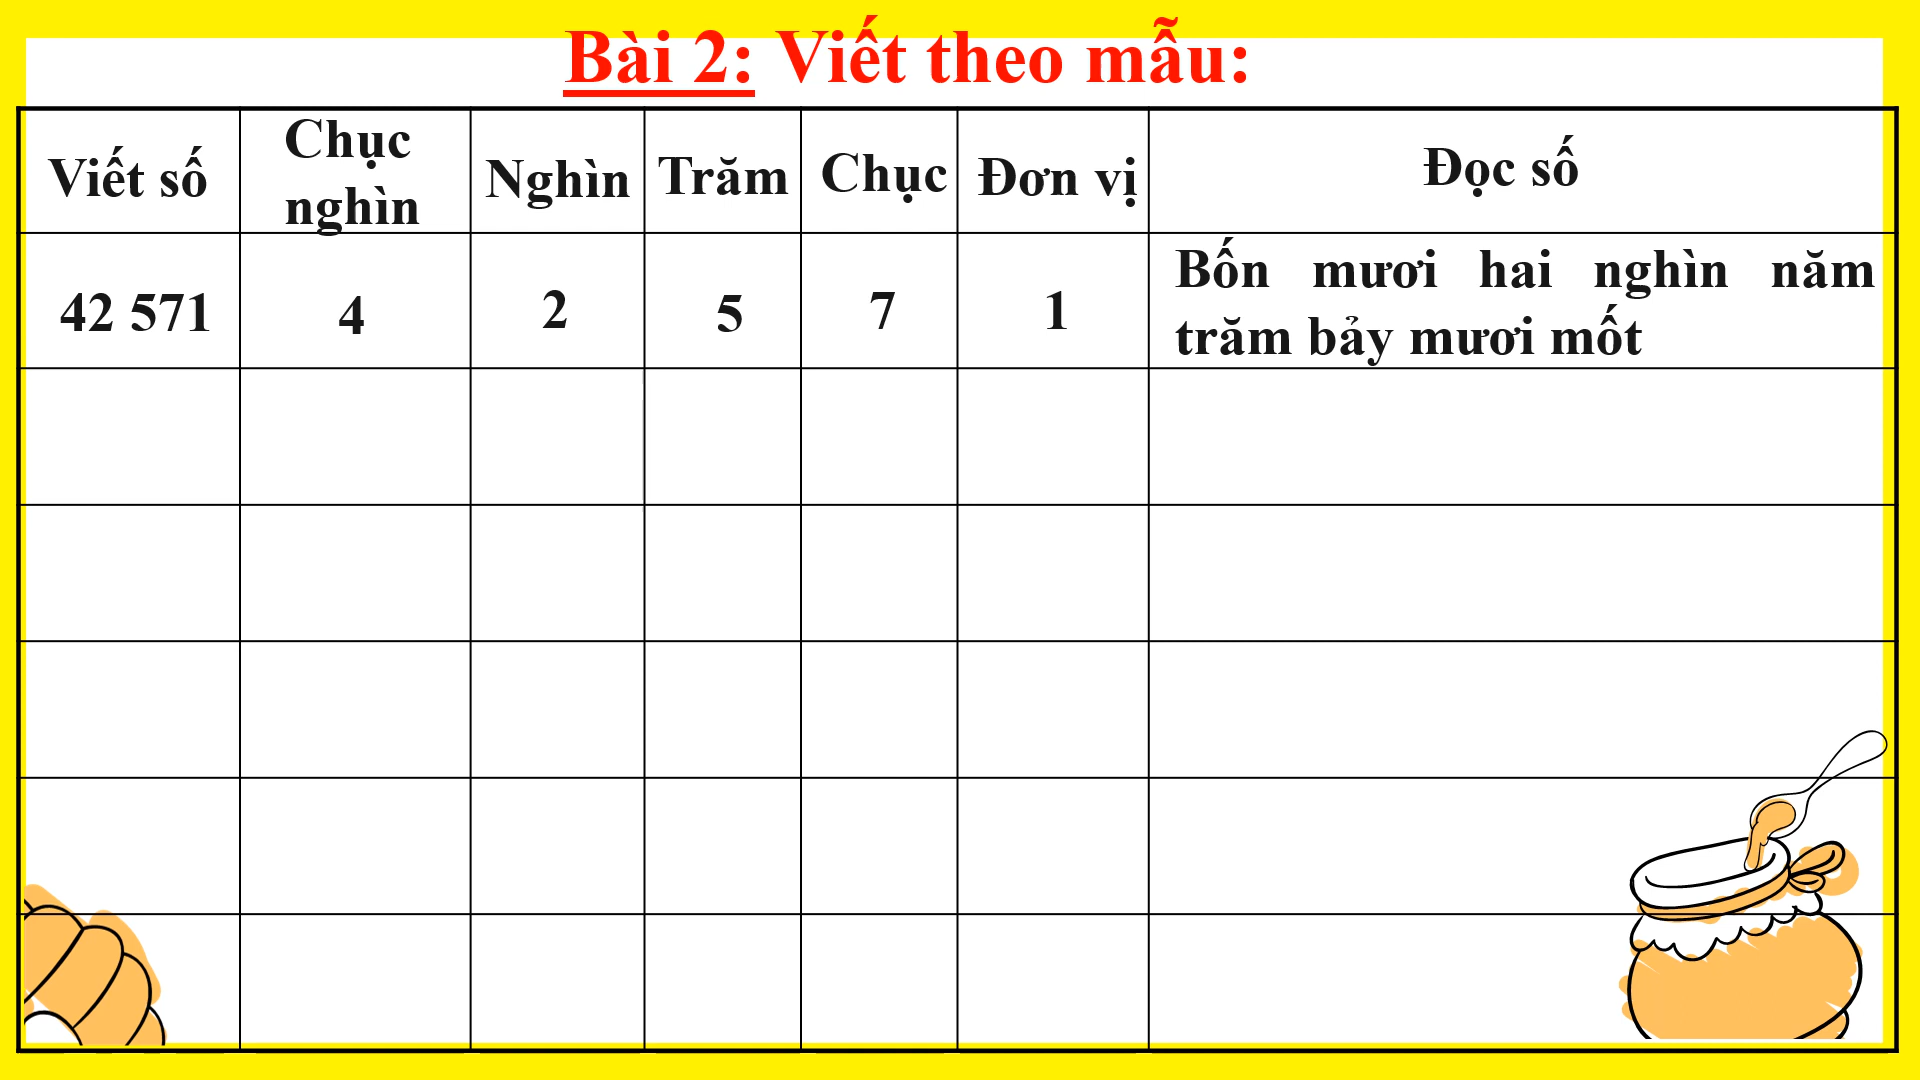 Bài 2: Viết theo mẫu:
Viết số
Chục
nghìn
Nghìn
Trăm
Chục
Đơn vị
Đọc số
42 571
4
2
5
7
1
Bốn mươi hai nghìn năm
trăm bảy mươi mốt